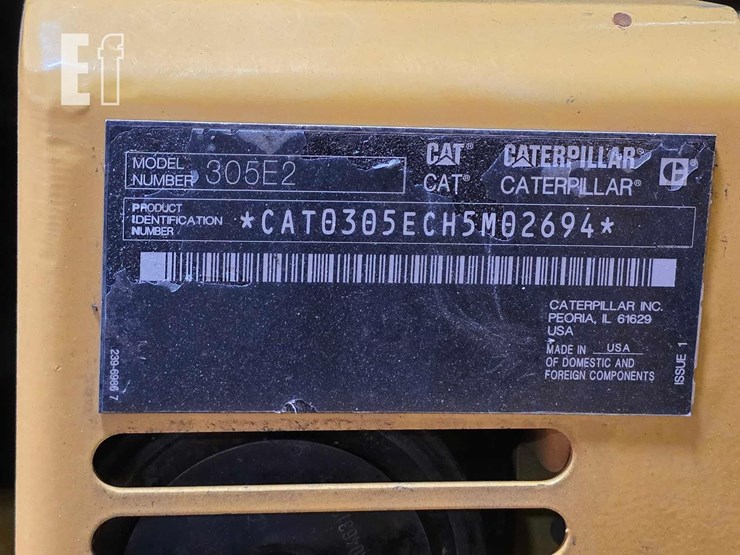 Ef
MODEL NUMBER 305E2
CAT® CATERPILLAR®
CAT® CATERPILLAR®
PRODUCT IDENTIFICATION NUMBER *CAT0305ECH5M02694*
CATERPILLAR INC.
PEORIA, IL 61629
USA
MADE IN USA
OF DOMESTIC AND
FOREIGN COMPONENTS
239-6986 7
ISSUE 1